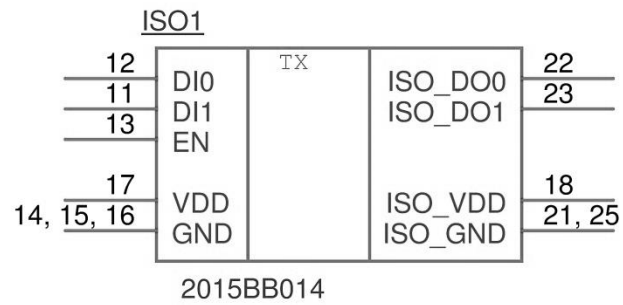 ISO1
12 DI0 TX ISO_DO0 22
11 DI1 ISO_DO1 23
13 EN
17 VDD ISO_VDD 18
14, 15, 16 GND ISO_GND 21, 25
2015BB014